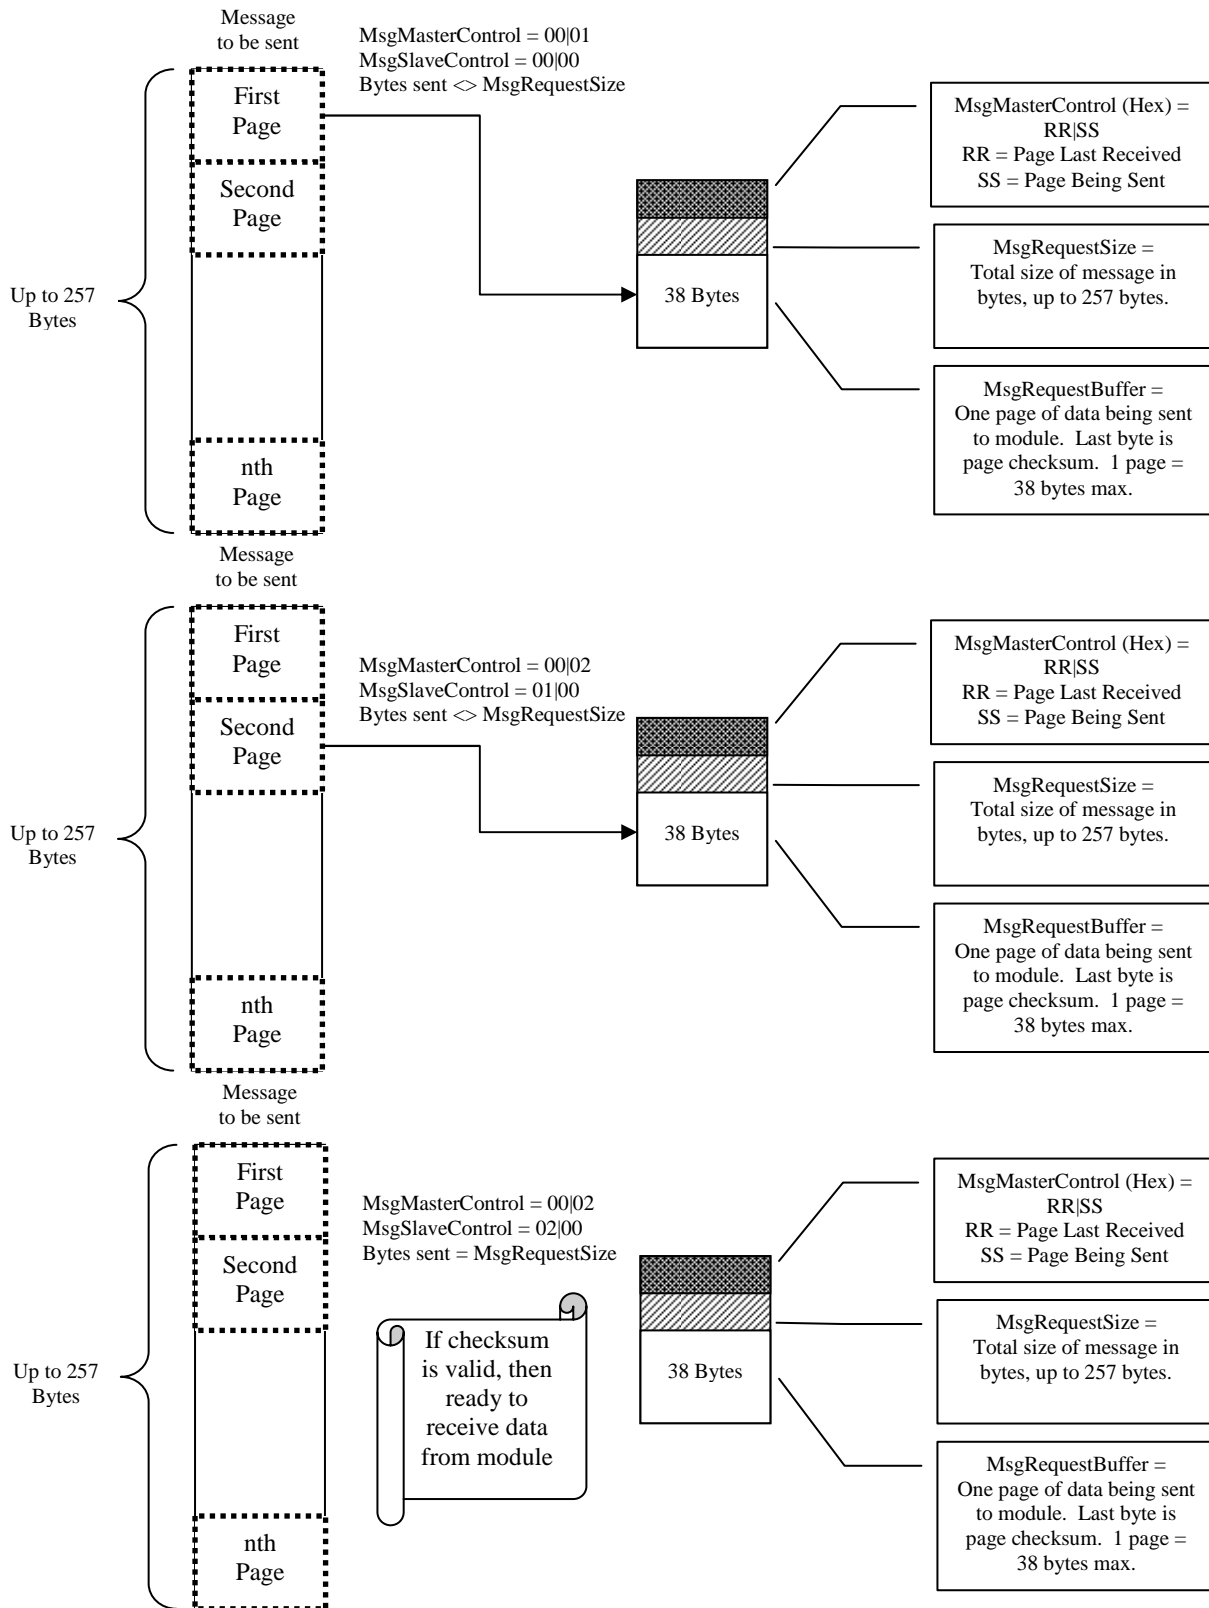 Message
to be sent
MsgMasterControl = 00|01
MsgSlaveControl = 00|00
Bytes sent <> MsgRequestSize
First
Page
Second
Page
nth
Page
Up to 257
Bytes
38 Bytes
MsgMasterControl (Hex) =
RR|SS
RR = Page Last Received
SS = Page Being Sent
MsgRequestSize =
Total size of message in
bytes, up to 257 bytes.
MsgRequestBuffer =
One page of data being sent
to module.  Last byte is
page checksum.  1 page =
38 bytes max.
Message
to be sent
MsgMasterControl = 00|02
MsgSlaveControl = 01|00
Bytes sent <> MsgRequestSize
First
Page
Second
Page
nth
Page
Up to 257
Bytes
38 Bytes
MsgMasterControl (Hex) =
RR|SS
RR = Page Last Received
SS = Page Being Sent
MsgRequestSize =
Total size of message in
bytes, up to 257 bytes.
MsgRequestBuffer =
One page of data being sent
to module.  Last byte is
page checksum.  1 page =
38 bytes max.
Message
to be sent
MsgMasterControl = 00|02
MsgSlaveControl = 02|00
Bytes sent = MsgRequestSize
First
Page
Second
Page
nth
Page
Up to 257
Bytes
If checksum
is valid, then
ready to
receive data
from module
38 Bytes
MsgMasterControl (Hex) =
RR|SS
RR = Page Last Received
SS = Page Being Sent
MsgRequestSize =
Total size of message in
bytes, up to 257 bytes.
MsgRequestBuffer =
One page of data being sent
to module.  Last byte is
page checksum.  1 page =
38 bytes max.